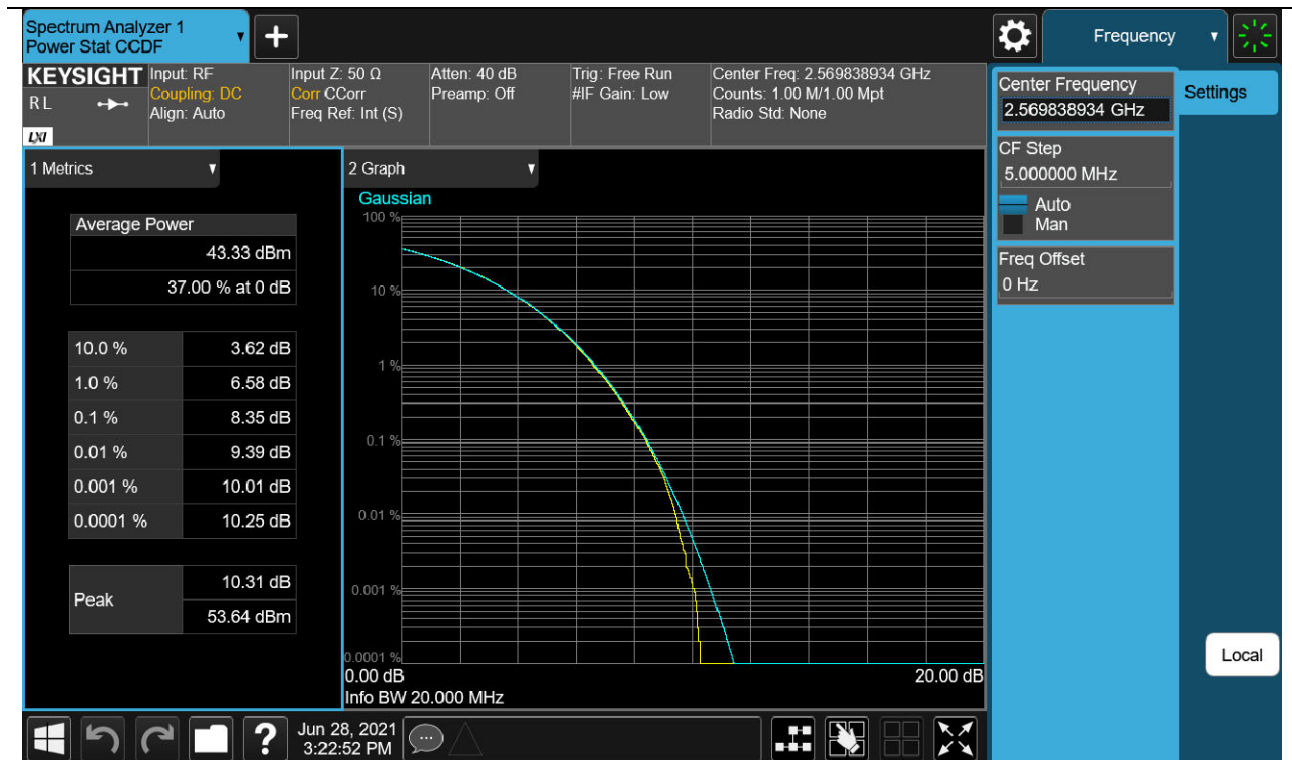 Spectrum Analyzer 1
Power Stat CCDF
Frequency
KEYSIGHT
R L
LXI
Input: RF
Coupling: DC
Align: Auto
Input Z: 50 Ω
Corr CCorr
Freq Ref: Int (S)
Atten: 40 dB
Preamp: Off
Trig: Free Run
#IF Gain: Low
Center Freq: 2.569838934 GHz
Counts: 1.00 M/1.00 Mpt
Radio Std: None
Center Frequency
2.569838934 GHz
Settings
CF Step
5.000000 MHz
Auto
Man
Freq Offset
0 Hz
1 Metrics
Average Power
43.33 dBm
37.00 % at 0 dB
10.0 % 3.62 dB
1.0 % 6.58 dB
0.1 % 8.35 dB
0.01 % 9.39 dB
0.001 % 10.01 dB
0.0001 % 10.25 dB
Peak
10.31 dB
53.64 dBm
2 Graph
Gaussian
100 %
10 %
1 %
0.1 %
0.01 %
0.001 %
0.0001 %
0.00 dB 20.00 dB
Info BW 20.000 MHz
Local
?
Jun 28, 2021
3:22:52 PM